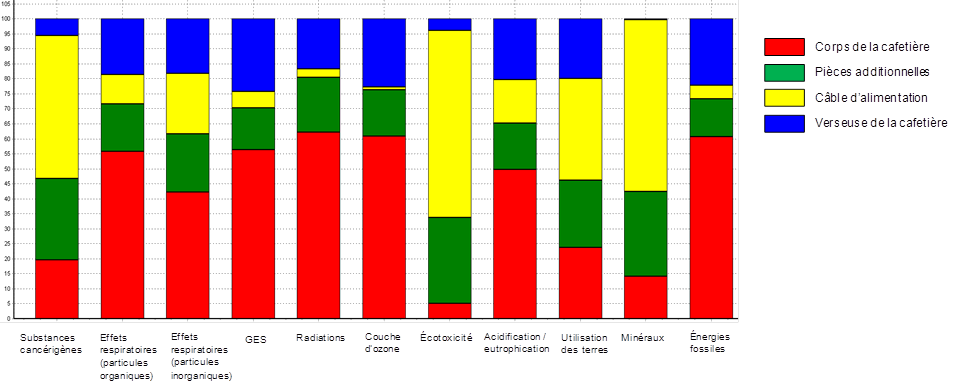 105
100
95
90
85
80
75
70
65
60
55
50
45
40
35
30
25
20
15
10
5
0
Corps de la cafetière
Pièces additionnelles
Câble d'alimentation
Verseuse de la cafetière
Substances
cancérigènes
Effets
respiratoires
(particules
organiques)
Effets
respiratoires
(particules
inorganiques)
GES
Radiations
Couche
d'ozone
Écotoxicité
Acidification /
eutrophication
Utilisation
des terres
Minéraux
Énergies
fossiles